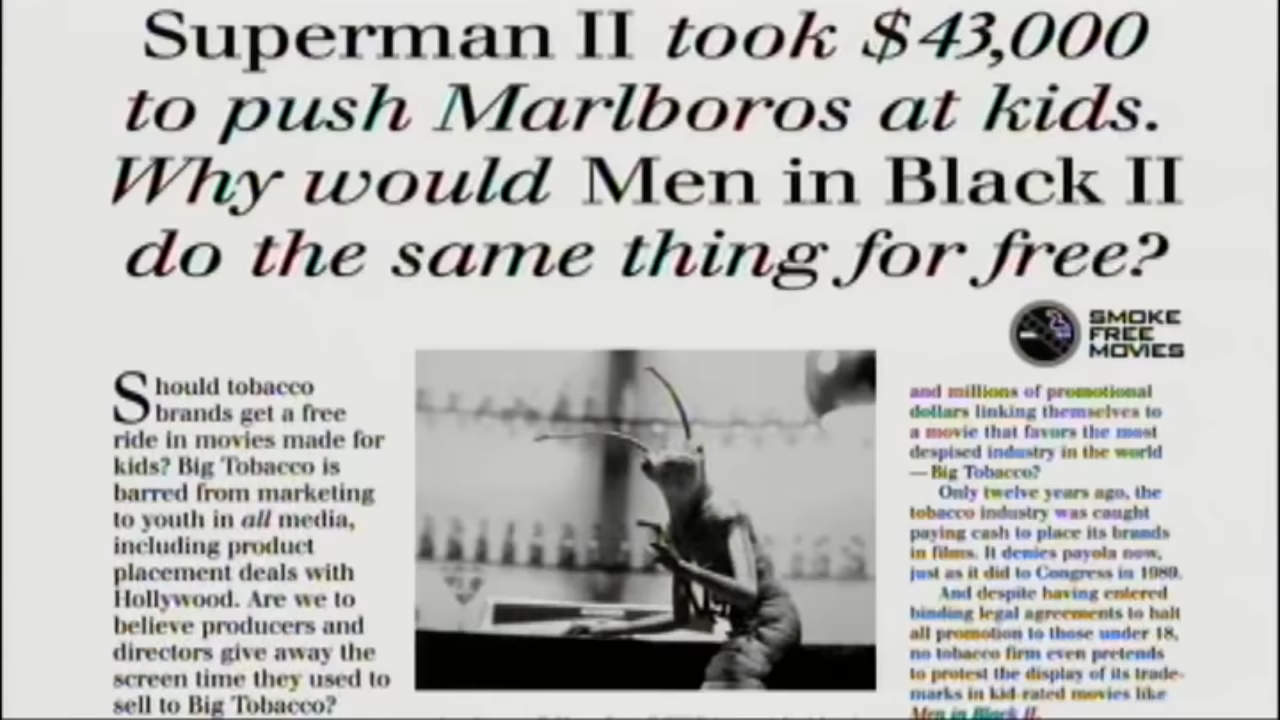 Superman II took $43,000
to push Marlboros at kids.
Why would Men in Black II
do the same thing for free?
SMOKE
FREE
MOVIES
Should tobacco
brands get a free
ride in movies made for
kids? Big Tobacco is
barred from marketing
to youth in all media,
including product
placement deals with
Hollywood. Are we to
believe producers and
directors give away the
screen time they used to
sell to Big Tobacco?
and millions of promotional
dollars linking themselves to
a movie that favors the most
despised industry in the world
— Big Tobacco?
Only twelve years ago, the
tobacco industry was caught
paying cash to place its brands
in films. It denies payola now,
just as it did to Congress in 1989.
And despite having entered
binding legal agreements to halt
all promotion to those under 18,
no tobacco firm even pretends
to protest the display of its trade-
marks in kid-rated movies like
Men in Black II.